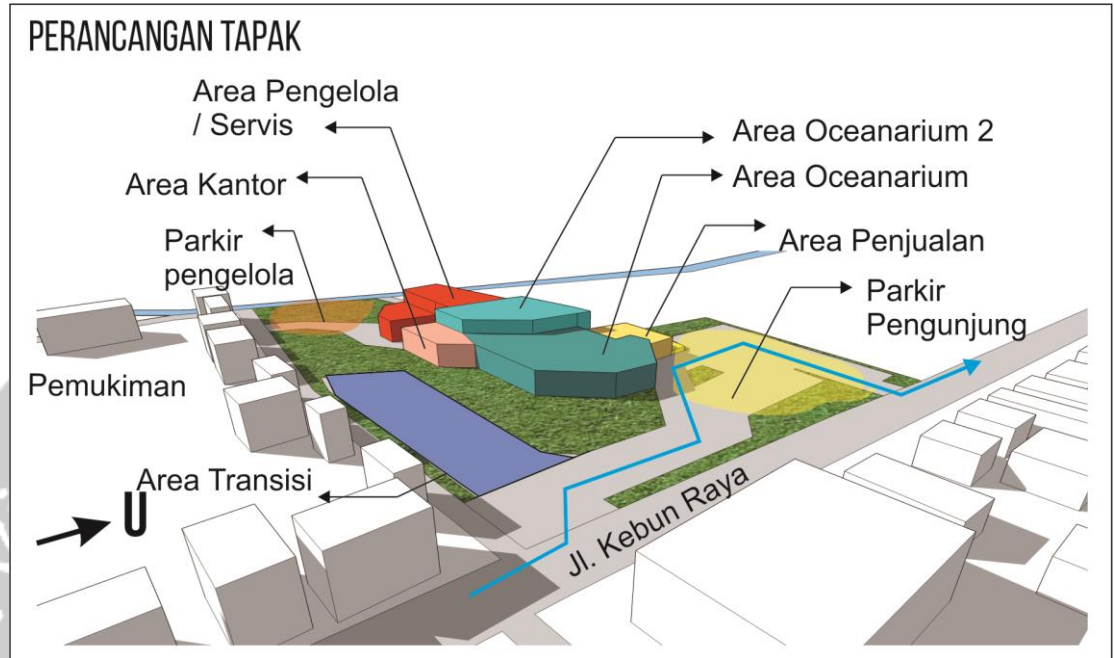 PERANCANGAN TAPAK
Area Pengelola
/ Servis
Area Oceanarium 2
Area Kantor
Area Oceanarium
Parkir
pengelola
Area Penjualan
Parkir
Pengunjung
Pemukiman
Area Transisi
U
Jl. Kebun Raya